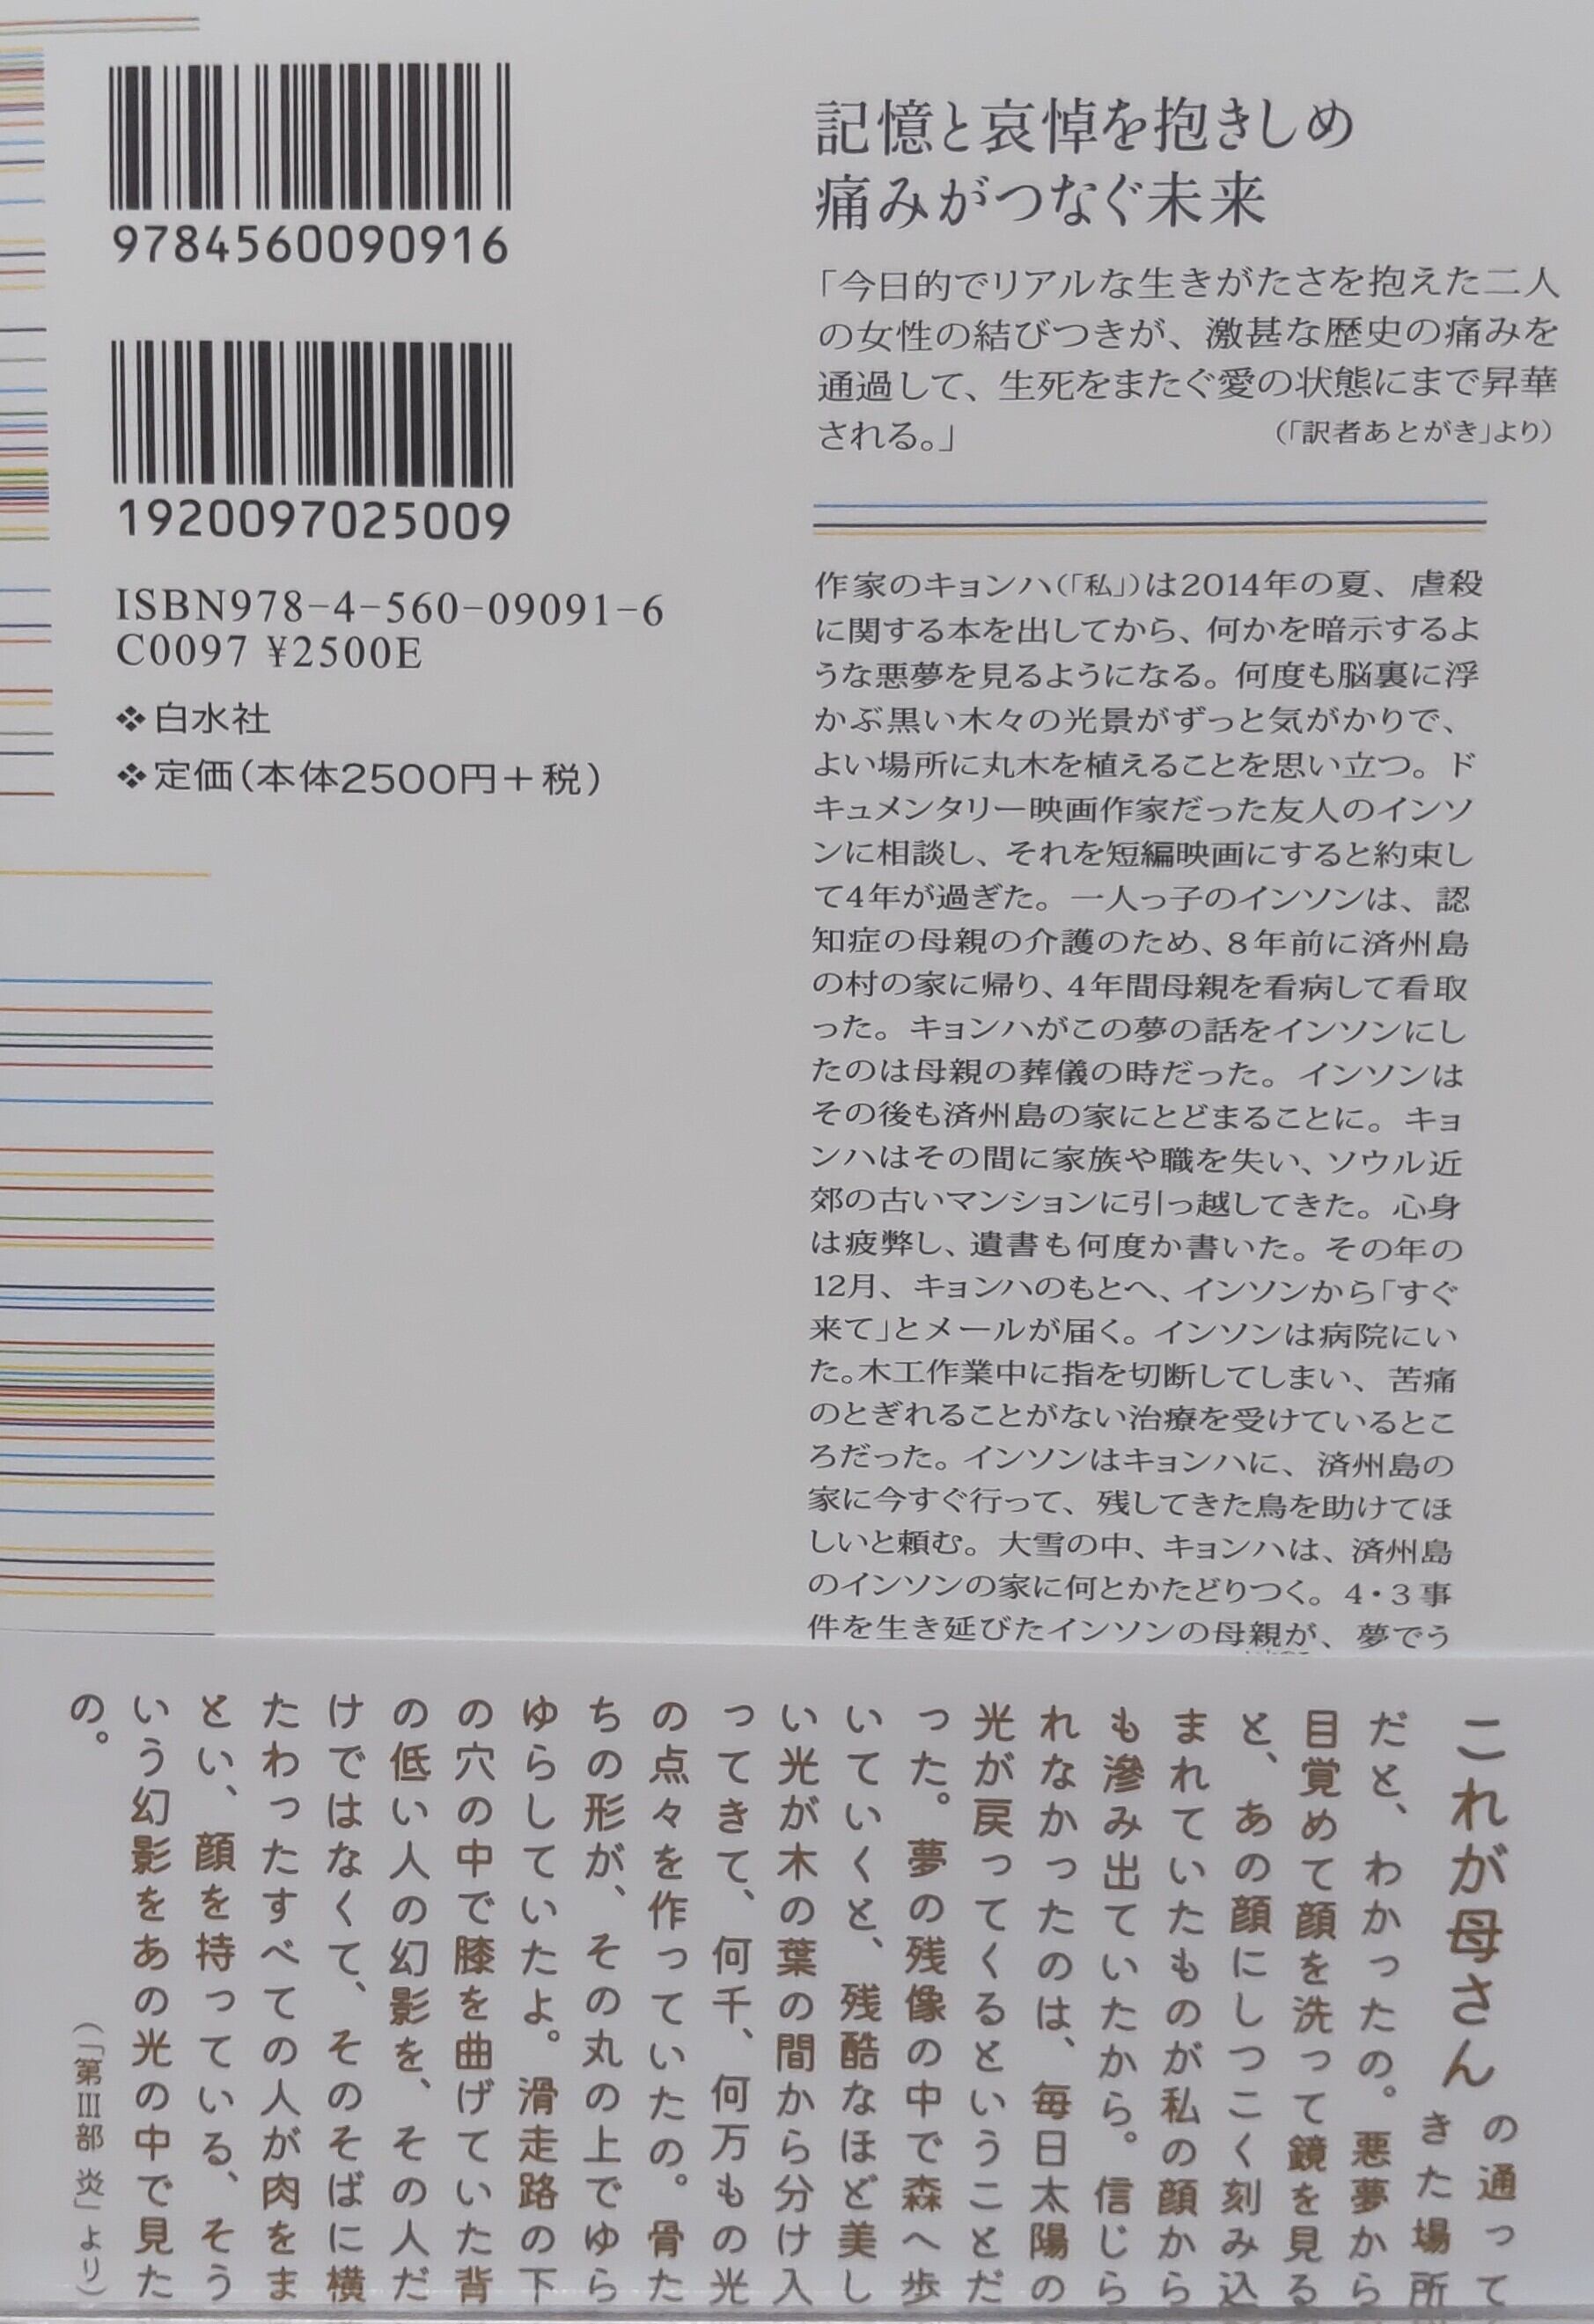 9784560090916
1920097025009
ISBN978-4-560-09091-6
C0097 ¥2500E
❖白水社
❖定価(本体2500円＋税)
記憶と哀悼を抱きしめ
痛みがつなぐ未来
「今日的でリアルな生きがたさを抱えた二人
の女性の結びつきが、激甚な歴史の痛みを
通過して、生死をまたぐ愛の状態にまで昇華
される。」 (「訳者あとがき」より)
作家のキョンハ(「私」)は2014年の夏、虐殺
に関する本を出してから、何かを暗示するよ
うな悪夢を見るようになる。何度も脳裏に浮
かぶ黒い木々の光景がずっと気がかりで、
よい場所に丸木を植えることを思い立つ。ド
キュメンタリー映画作家だった友人のインソ
ンに相談し、それを短編映画にすると約束し
て4年が過ぎた。一人っ子のインソンは、認
知症の母親の介護のため、8年前に済州島
の村の家に帰り、4年間母親を看病して看取
った。キョンハがこの夢の話をインソンにし
たのは母親の葬儀の時だった。インソンは
その後も済州島の家にとどまることに。キョ
ンハはその間に家族や職を失い、ソウル近
郊の古いマンションに引っ越してきた。心身
は疲弊し、遺書も何度か書いた。その年の
12月、キョンハのもとへ、インソンから「すぐ
来て」とメールが届く。インソンは病院にい
た。木工作業中に指を切断してしまい、苦痛
のとぎれることがない治療を受けているとこ
ろだった。インソンはキョンハに、済州島の
家に今すぐ行って、残してきた鳥を助けてほ
しいと頼む。大雪の中、キョンハは、済州島
のインソンの家に何とかたどりつく。4・3事
件を生き延びたインソンの母親が、夢でう
これが母さん
の通って
きた場所
だと、わかったの。悪夢から
目覚めて顔を洗って鏡を見る
と、あの顔にしつこく刻み込
まれていたものが私の顔から
も滲み出ていたから。信じら
れなかったのは、毎日太陽の
光が戻ってくるということだ
った。夢の残像の中で森へ歩
いていくと、残酷なほど美し
い光が木の葉の間から分け入
ってきて、何千、何万もの光
の点々を作っていたの。骨た
ちの形が、その丸の上でゆら
ゆらしていたよ。滑走路の下
の穴の中で膝を曲げていた背
の低い人の幻影を、その人だ
けではなくて、そのそばに横
たわったすべての人が肉をま
とい、顔を持っている、そう
いう幻影をあの光の中で見た
の。
(「第Ⅲ部 炎」より)